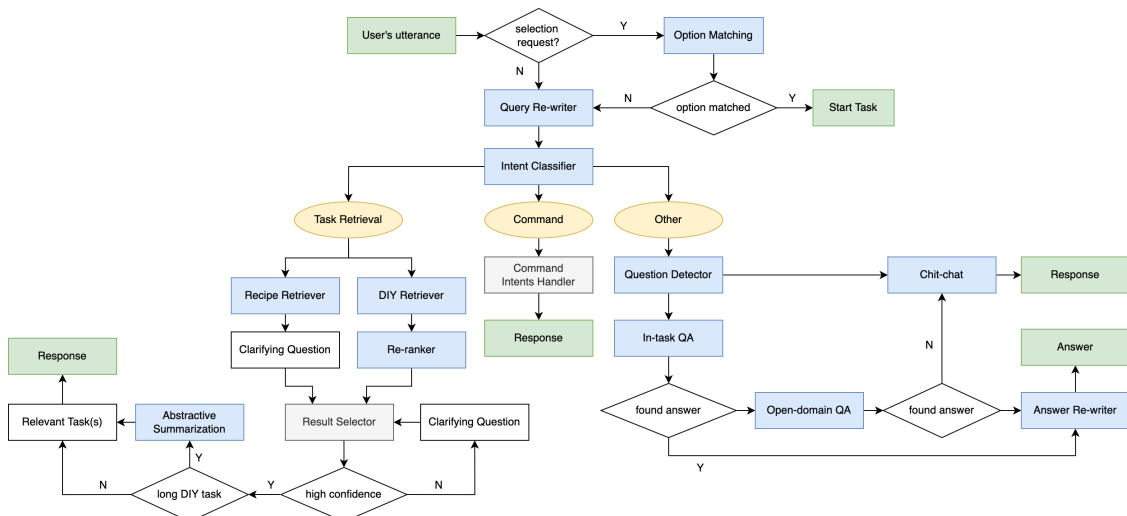 User's utterance
selection
request?
Y
Option Matching
N
Query Re-writer
N
option matched
Y
Start Task
Intent Classifier
Task Retrieval
Command
Other
Recipe Retriever
DIY Retriever
Command
Intents Handler
Question Detector
Chit-chat
Response
Clarifying Question
Re-ranker
Response
In-task QA
N
Response
Answer
Relevant Task(s)
Abstractive
Summarization
Result Selector
Clarifying Question
found answer
Open-domain QA
found answer
Answer Re-writer
Y
Y
N
long DIY task
Y
high confidence
N